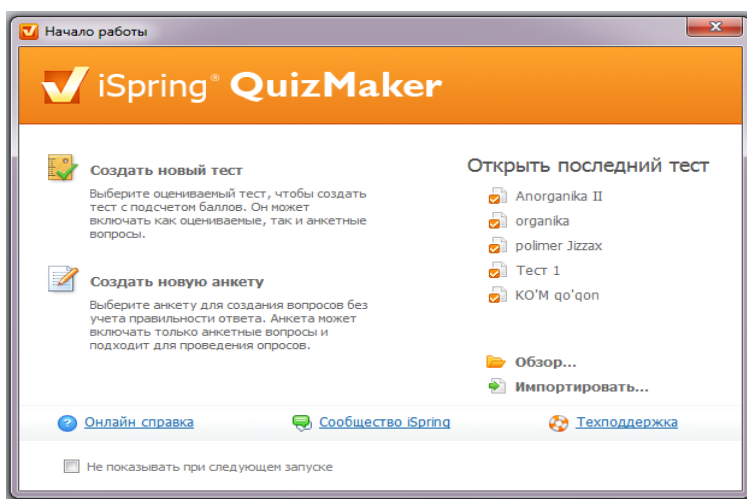 Начало работы
iSpring® QuizMaker
Создать новый тест
Выберите оцениваемый тест, чтобы создать
тест с подсчетом баллов. Он может
включать как оцениваемые, так и анкетные
вопросы.
Создать новую анкету
Выберите анкету для создания вопросов без
учета правильности ответа. Анкета может
включать только анкетные вопросы и
подходит для проведения опросов.
Открыть последний тест
Anorganika II
organika
polimer Jizzax
Тест 1
KO'M qo'qon
Обзор...
Импортировать...
Онлайн справка
Сообщество iSpring
Техподдержка
Не показывать при следующем запуске